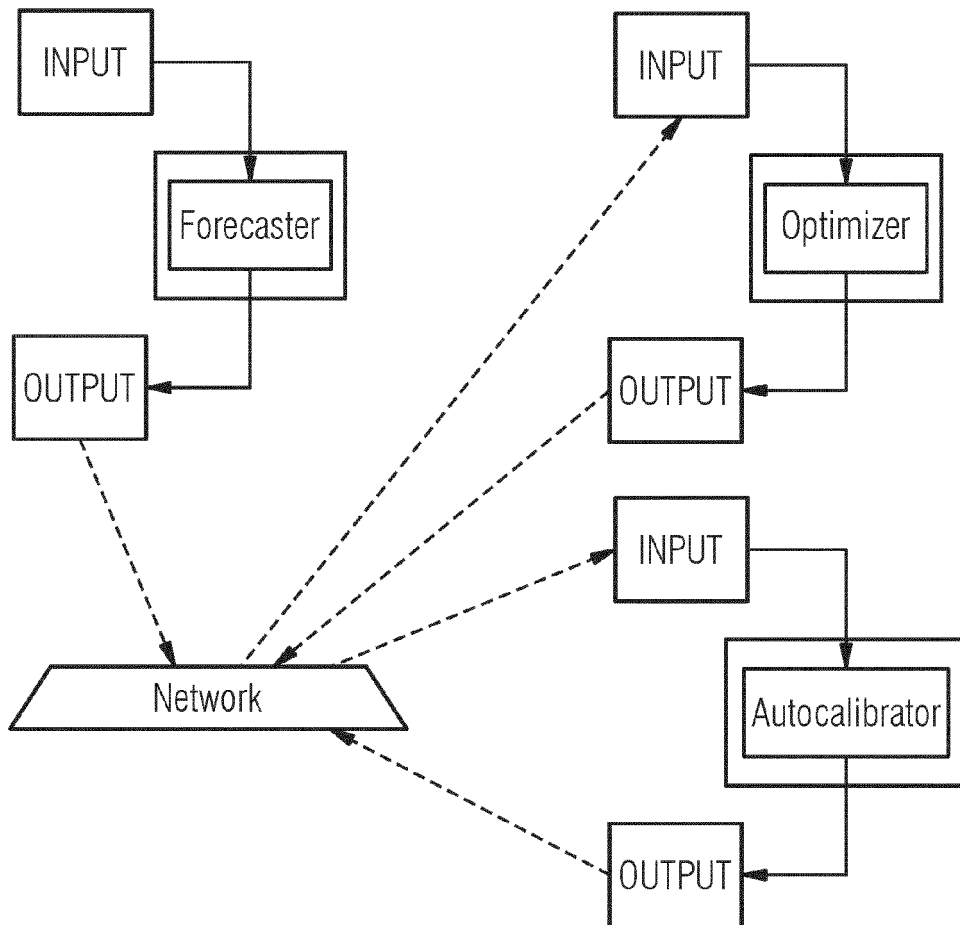 INPUT
Forecaster
OUTPUT
INPUT
Optimizer
OUTPUT
INPUT
Autocalibrator
OUTPUT
Network